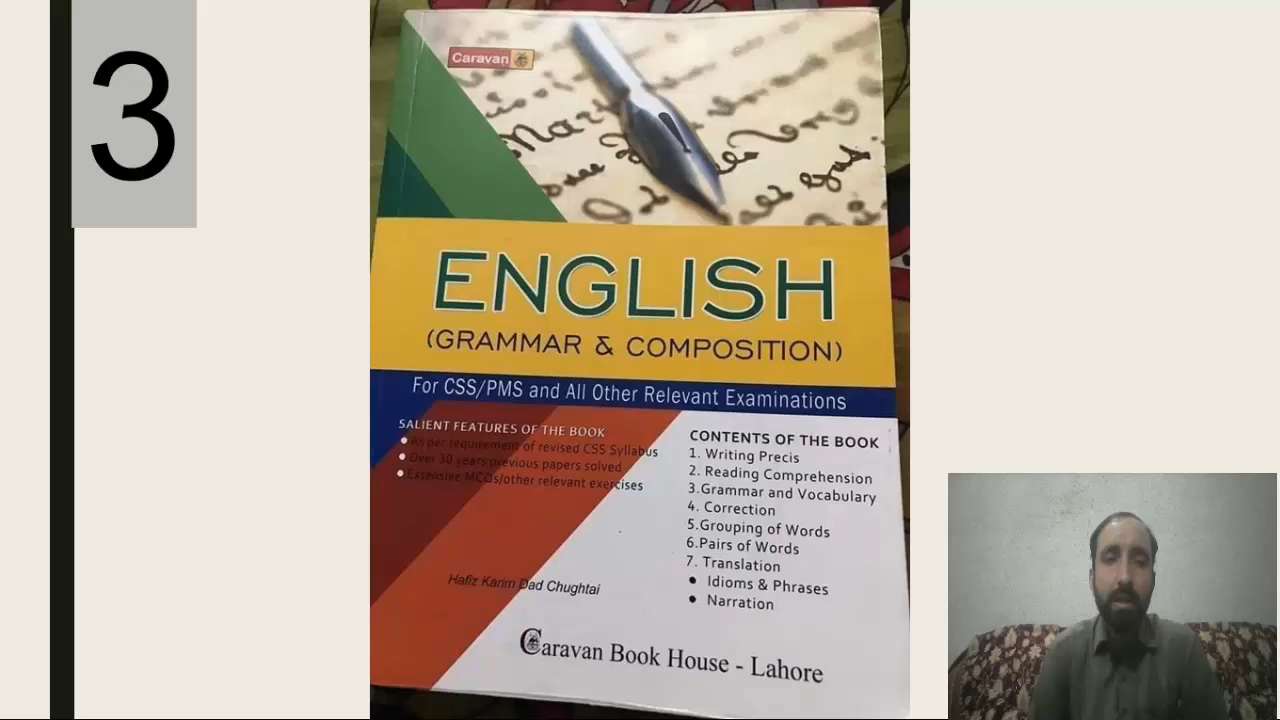 3
Caravan
ENGLISH
(GRAMMAR & COMPOSITION)
For CSS/PMS and All Other Relevant Examinations
SALIENT FEATURES OF THE BOOK
As per requirement of revised CSS Syllabus
Over 30 years previous papers solved
Extensive MCQs/other relevant exercises
Hafiz Karim Dad Chughtai
CONTENTS OF THE BOOK
1. Writing Precis
2. Reading Comprehension
3.Grammar and Vocabulary
4. Correction
5.Grouping of Words
6.Pairs of Words
7. Translation
• Idioms & Phrases
• Narration
Caravan Book House - Lahore